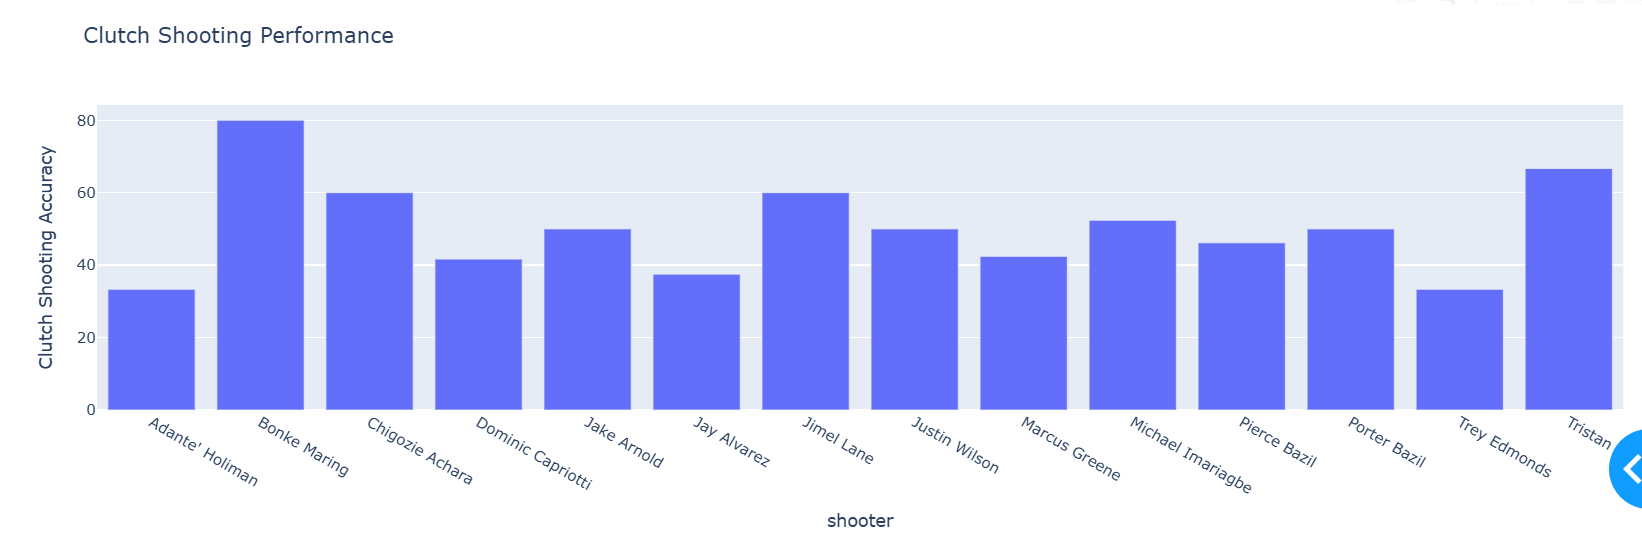 Clutch Shooting Performance
Clutch Shooting Accuracy
80
60
40
20
0
Adante' Holiman
Bonke Maring
Chigozie Achara
Dominic Capriotti
Jake Arnold
Jay Alvarez
Jimel Lane
Justin Wilson
Marcus Greene
Michael Imariagbe
Pierce Bazil
Porter Bazil
Trey Edmonds
Tristan
shooter